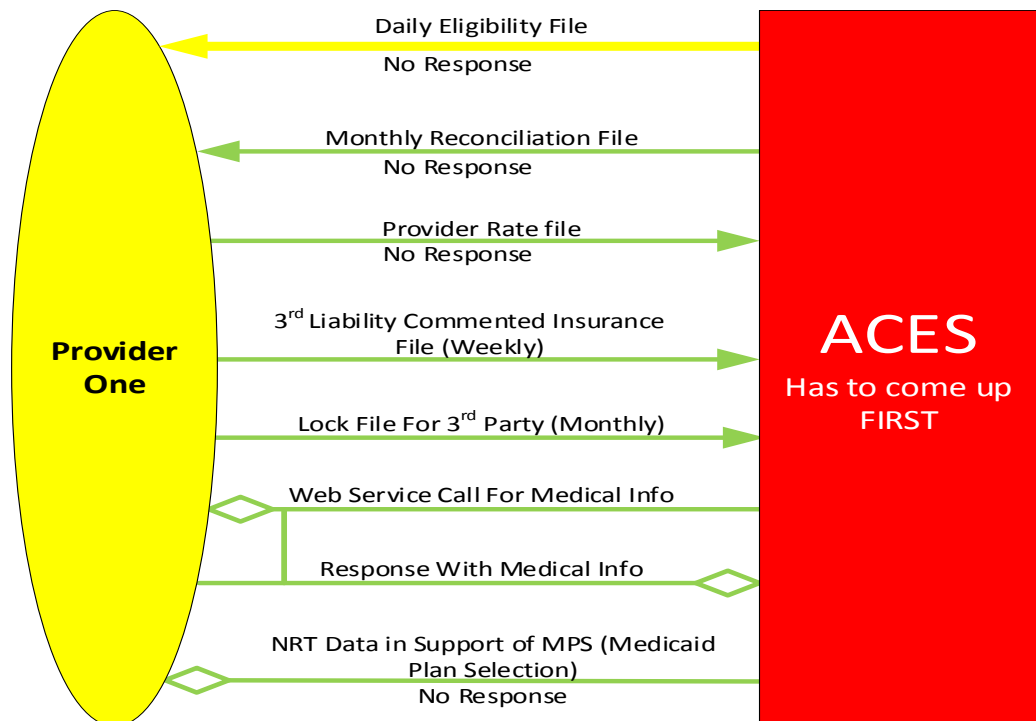 Daily Eligibility File
No Response
Monthly Reconciliation File
No Response
Provider Rate file
No Response
3rd Liability Commented Insurance
File (Weekly)
Lock File For 3rd Party (Monthly)
Web Service Call For Medical Info
Response With Medical Info
NRT Data in Support of MPS (Medicaid
Plan Selection)
No Response
Provider
One
ACES
Has to come up
FIRST